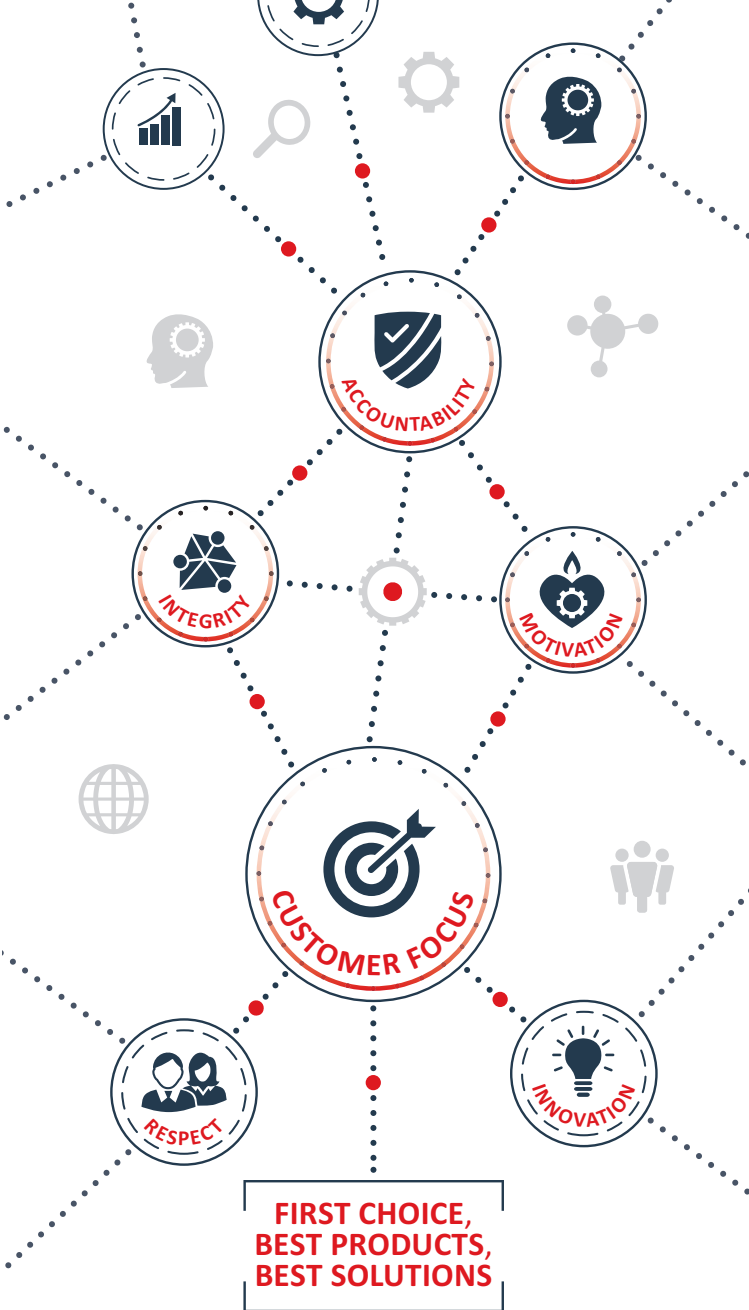 ACCOUNTABILITY
INTEGRITY
MOTIVATION
CUSTOMER FOCUS
RESPECT
INNOVATION
FIRST CHOICE,
BEST PRODUCTS,
BEST SOLUTIONS